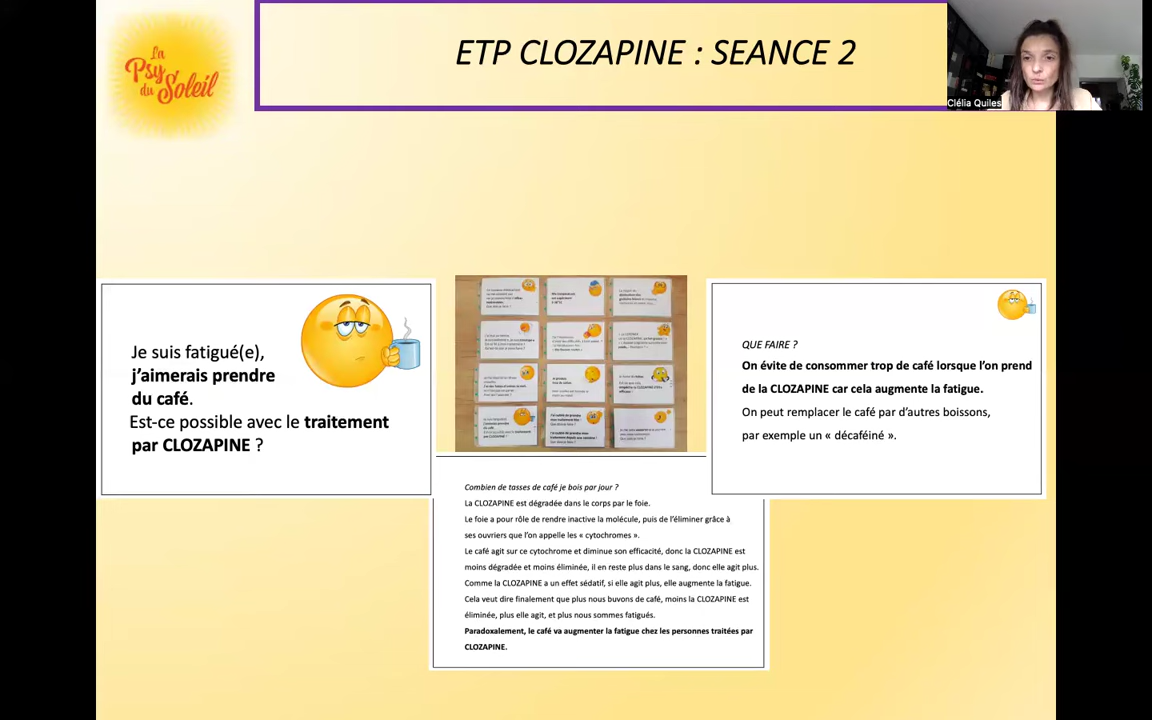 La
Psy
du Soleil
ETP CLOZAPINE : SEANCE 2
Clélia Quiles
Je suis fatigué(e),
j’aimerais prendre
du café.
Est-ce possible avec le traitement
par CLOZAPINE ?
QUE FAIRE ?
On évite de consommer trop de café lorsque l’on prend
de la CLOZAPINE car cela augmente la fatigue.
On peut remplacer le café par d’autres boissons,
par exemple un « décaféiné ».
Combien de tasses de café je bois par jour ?
La CLOZAPINE est dégradée dans le corps par le foie.
Le foie a pour rôle de rendre inactive la molécule, puis de l’éliminer grâce à
ses ouvriers que l’on appelle les « cytochromes ».
Le café agit sur ce cytochrome et diminue son efficacité, donc la CLOZAPINE est
moins dégradée et moins éliminée, il en reste plus dans le sang, donc elle agit plus.
Comme la CLOZAPINE a un effet sédatif, si elle agit plus, elle augmente la fatigue.
Cela veut dire finalement que plus nous buvons de café, moins la CLOZAPINE est
éliminée, plus elle agit, et plus nous sommes fatigués.
Paradoxalement, le café va augmenter la fatigue chez les personnes traitées par
CLOZAPINE.